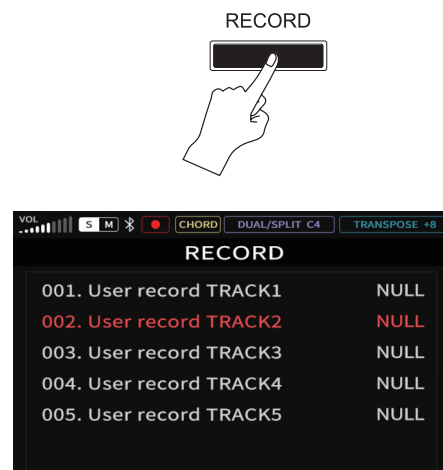 RECORD
VOL S M CHORD DUAL/SPLIT C4 TRANSPOSE +8
RECORD
001. User record TRACK1 NULL
002. User record TRACK2 NULL
003. User record TRACK3 NULL
004. User record TRACK4 NULL
005. User record TRACK5 NULL